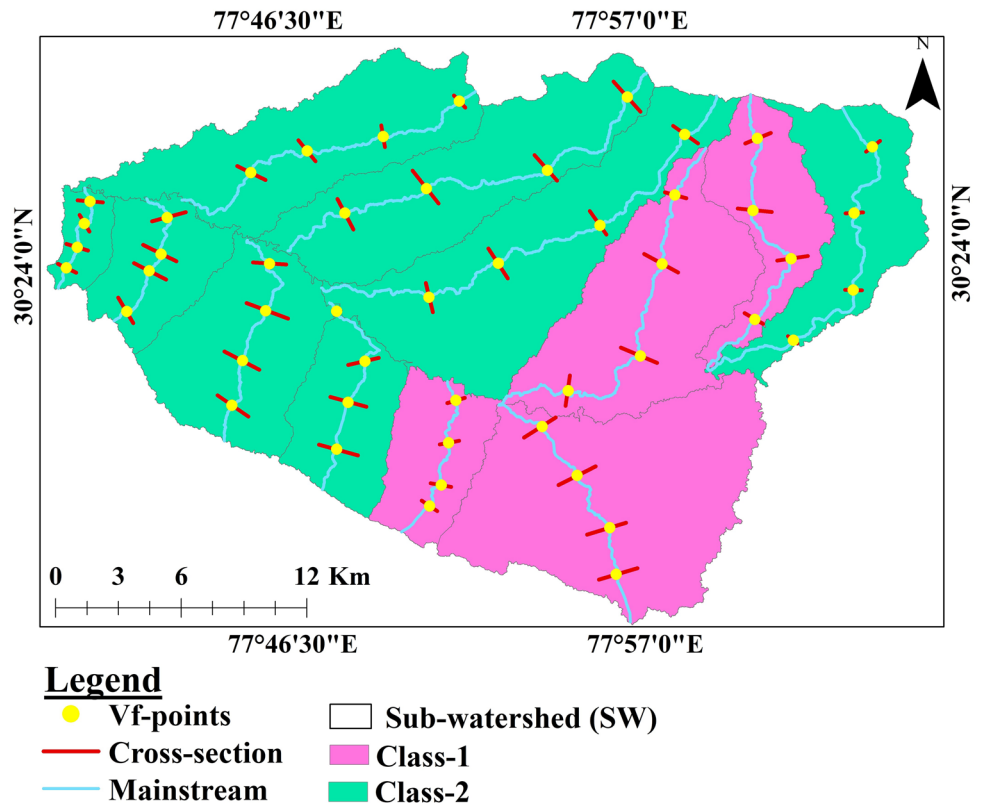 77°46'30"E 77°57'0"E
N
30°24'0"N
30°24'0"N
0 3 6 12 Km
77°46'30"E 77°57'0"E
Legend
Vf-points
Cross-section
Mainstream
Sub-watershed (SW)
Class-1
Class-2